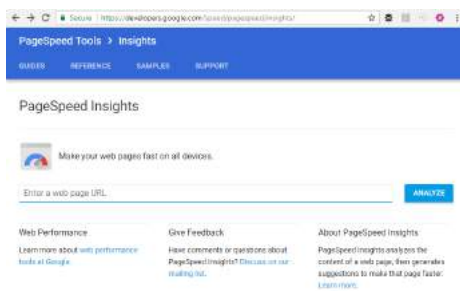 Secure https://developers.google.com/speed/pagespeed/insights/
PageSpeed Tools > Insights
GUIDES REFERENCE SAMPLES SUPPORT
PageSpeed Insights
Make your web pages fast on all devices.
Enter a web page URL
ANALYZE
Web Performance
Learn more about web performance
tools at Google.
Give Feedback
Have comments or questions about
PageSpeed Insights? Discuss on our
mailing list.
About PageSpeed Insights
PageSpeed Insights analyzes the
content of a web page, then generates
suggestions to make that page faster.
Learn more.